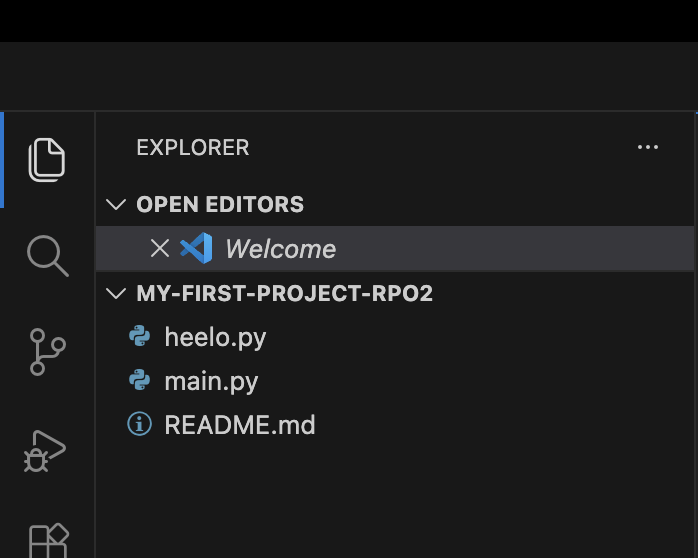 EXPLORER
OPEN EDITORS
Welcome
MY-FIRST-PROJECT-RPO2
heelo.py
main.py
README.md